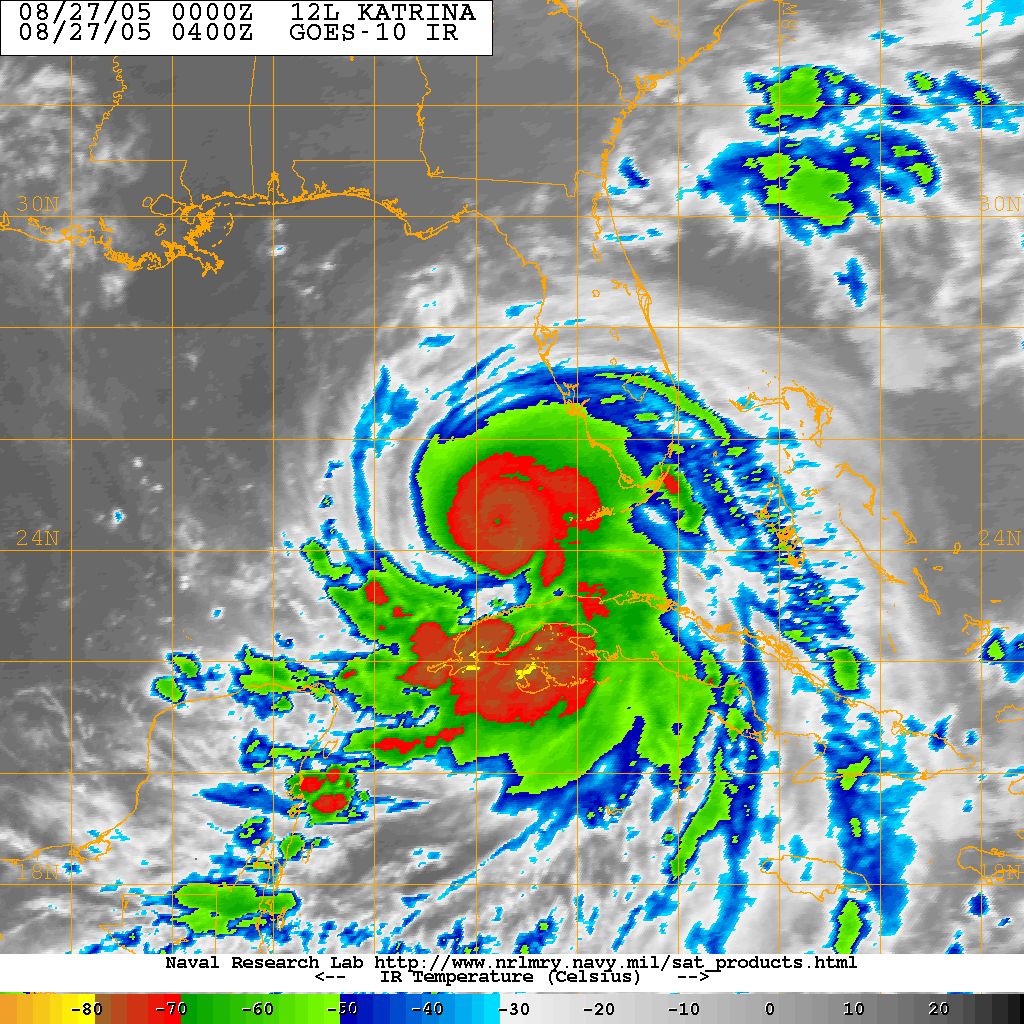 08/27/05 0000Z 12L KATRINA
08/27/05 0400Z GOES-10 IR
78W
30N 30N
24N 24N
18N 18N
Naval Research Lab http://www.nrlmry.navy.mil/sat_products.html
<-- IR Temperature (Celsius) -->
-80 -70 -60 -50 -40 -30 -20 -10 0 10 20